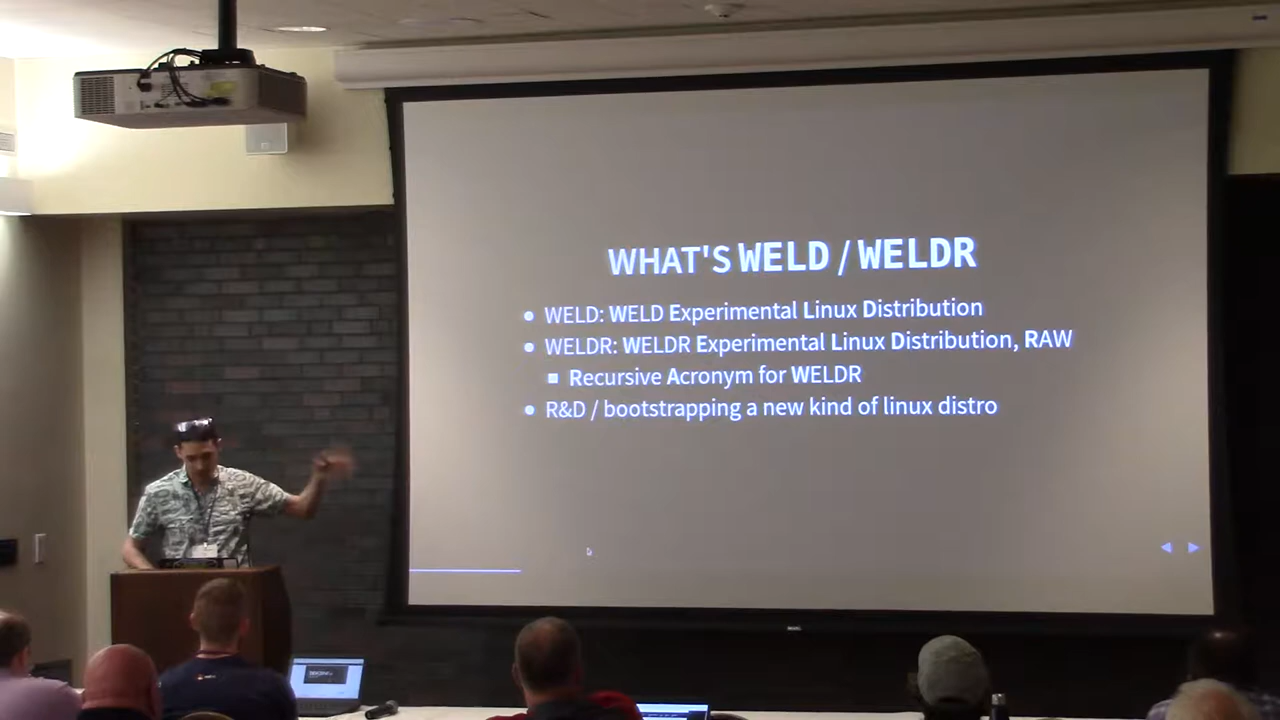 WHAT'S WELD / WELDR
WELD: WELD Experimental Linux Distribution
WELDR: WELDR Experimental Linux Distribution, RAW
Recursive Acronym for WELDR
R&D / bootstrapping a new kind of linux distro